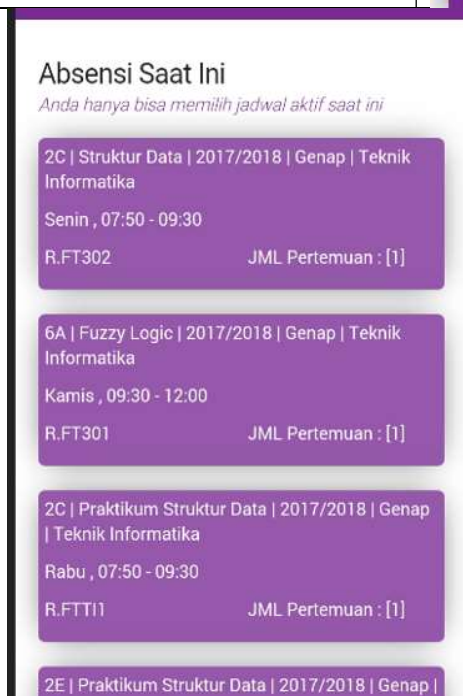 Absensi Saat Ini
Anda hanya bisa memilih jadwal aktif saat ini
2C | Struktur Data | 2017/2018 | Genap | Teknik
Informatika
Senin , 07:50 - 09:30
R.FT302 JML Pertemuan : [1]
6A | Fuzzy Logic | 2017/2018 | Genap | Teknik
Informatika
Kamis , 09:30 - 12:00
R.FT301 JML Pertemuan : [1]
2C | Praktikum Struktur Data | 2017/2018 | Genap
| Teknik Informatika
Rabu , 07:50 - 09:30
R.FTTI1 JML Pertemuan : [1]
2E | Praktikum Struktur Data | 2017/2018 | Genap |